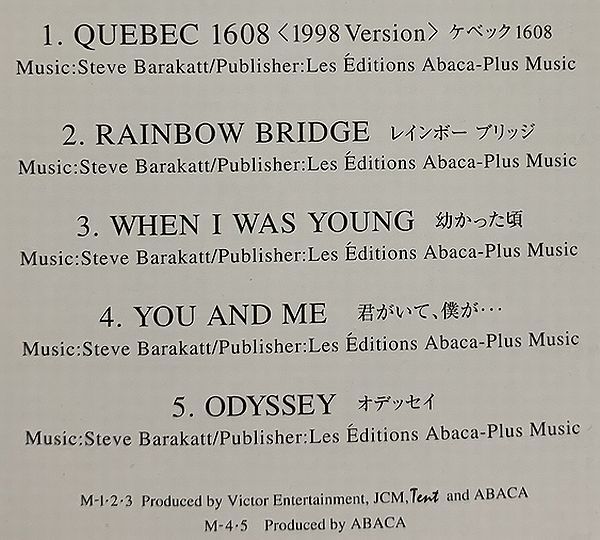 1. QUEBEC 1608〈1998 Version〉 ケベック1608
Music:Steve Barakatt/Publisher:Les Éditions Abaca-Plus Music
2. RAINBOW BRIDGE レインボー ブリッジ
Music:Steve Barakatt/Publisher:Les Éditions Abaca-Plus Music
3. WHEN I WAS YOUNG 幼かった頃
Music:Steve Barakatt/Publisher:Les Éditions Abaca-Plus Music
4. YOU AND ME 君がいて、僕が・・・
Music:Steve Barakatt/Publisher:Les Éditions Abaca-Plus Music
5. ODYSSEY オデッセイ
Music:Steve Barakatt/Publisher:Les Éditions Abaca-Plus Music
M-1・2・3 Produced by Victor Entertainment, JCM, Tent and ABACA
M-4・5 Produced by ABACA